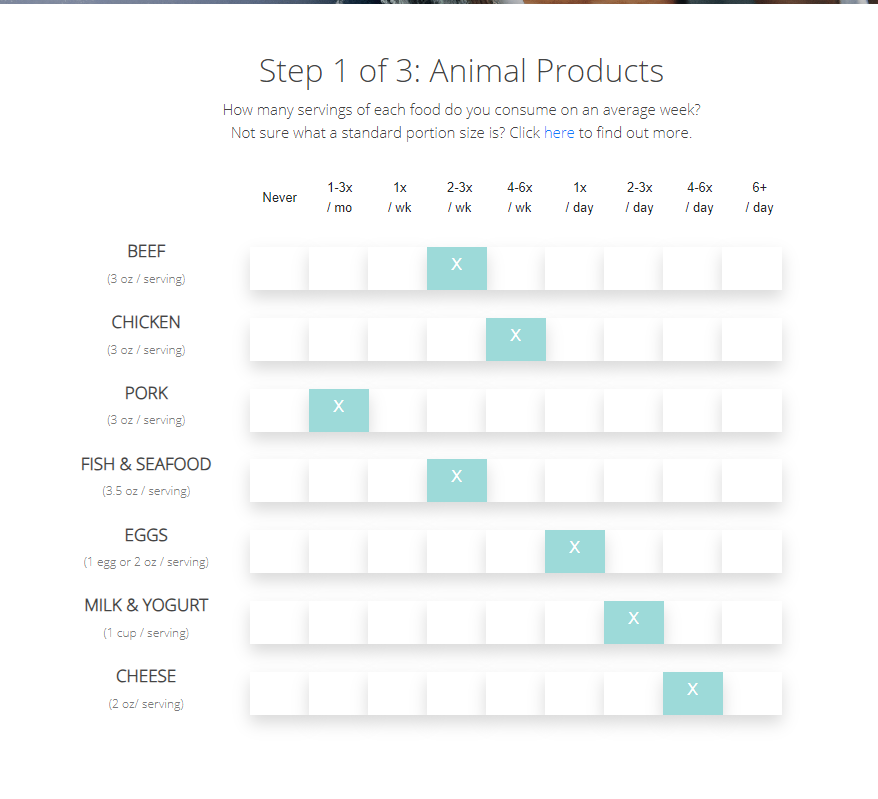 Step 1 of 3: Animal Products
How many servings of each food do you consume on an average week?
Not sure what a standard portion size is? Click here to find out more.
Never 1-3x / mo 1x / wk 2-3x / wk 4-6x / wk 1x / day 2-3x / day 4-6x / day 6+ / day
BEEF X
(3 oz / serving)
CHICKEN X
(3 oz / serving)
PORK X
(3 oz / serving)
FISH & SEAFOOD X
(3.5 oz / serving)
EGGS X
(1 egg or 2 oz / serving)
MILK & YOGURT X
(1 cup / serving)
CHEESE X
(2 oz/ serving)